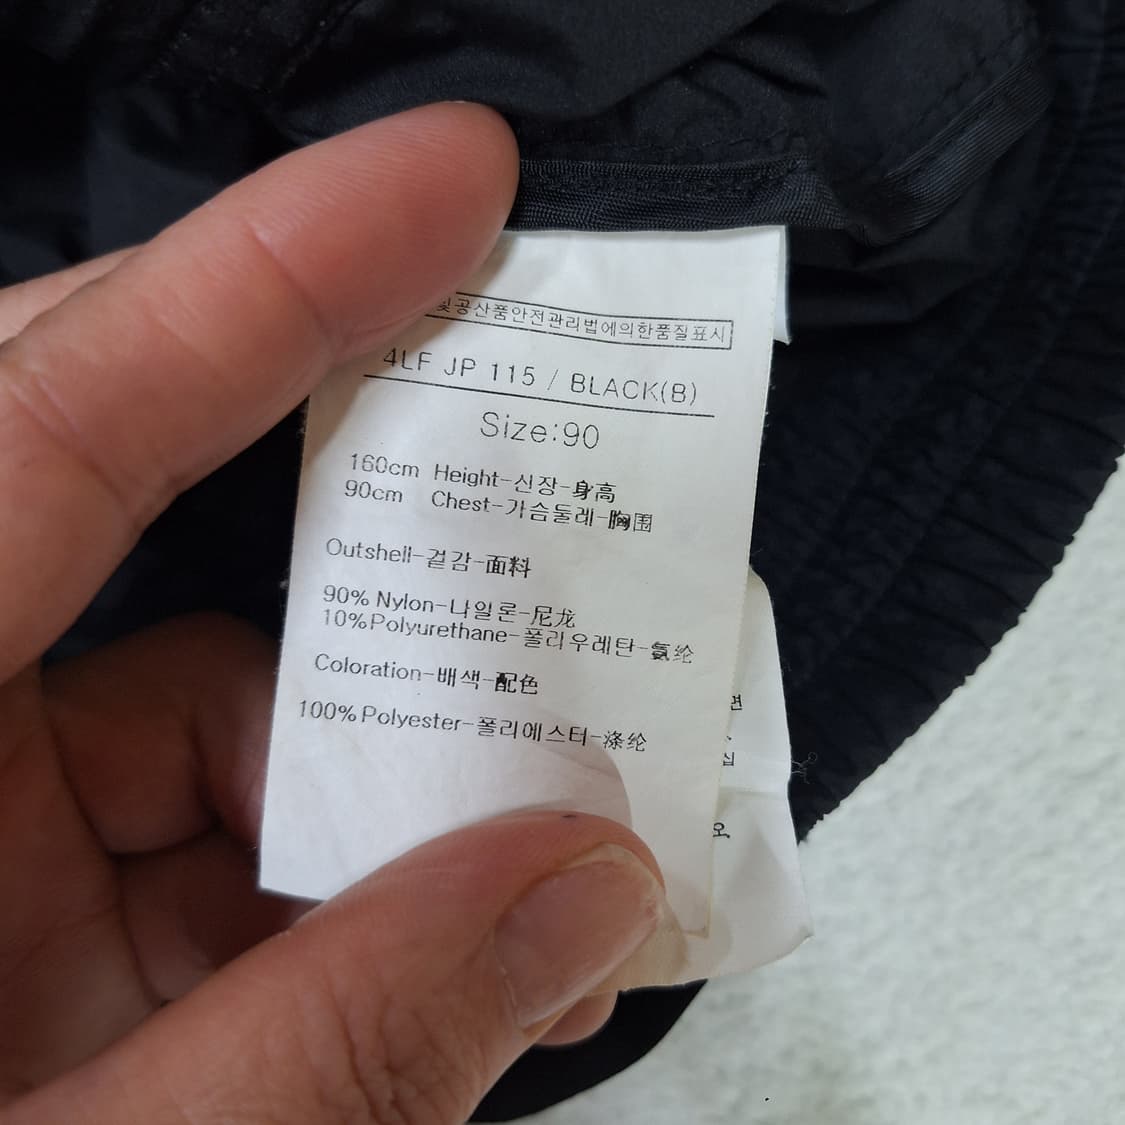 및공산품안전관리법에의한품질표시
4LF JP 115 / BLACK(B)
Size:90
160cm Height-신장-身高
90cm Chest-가슴둘레-胸围
Outshell-겉감-面料
90% Nylon-나일론-尼龙
10%Polyurethane-폴리우레탄-氨纶
Coloration-배색-配色
100%Polyester-폴리에스터-涤纶
면
십
오